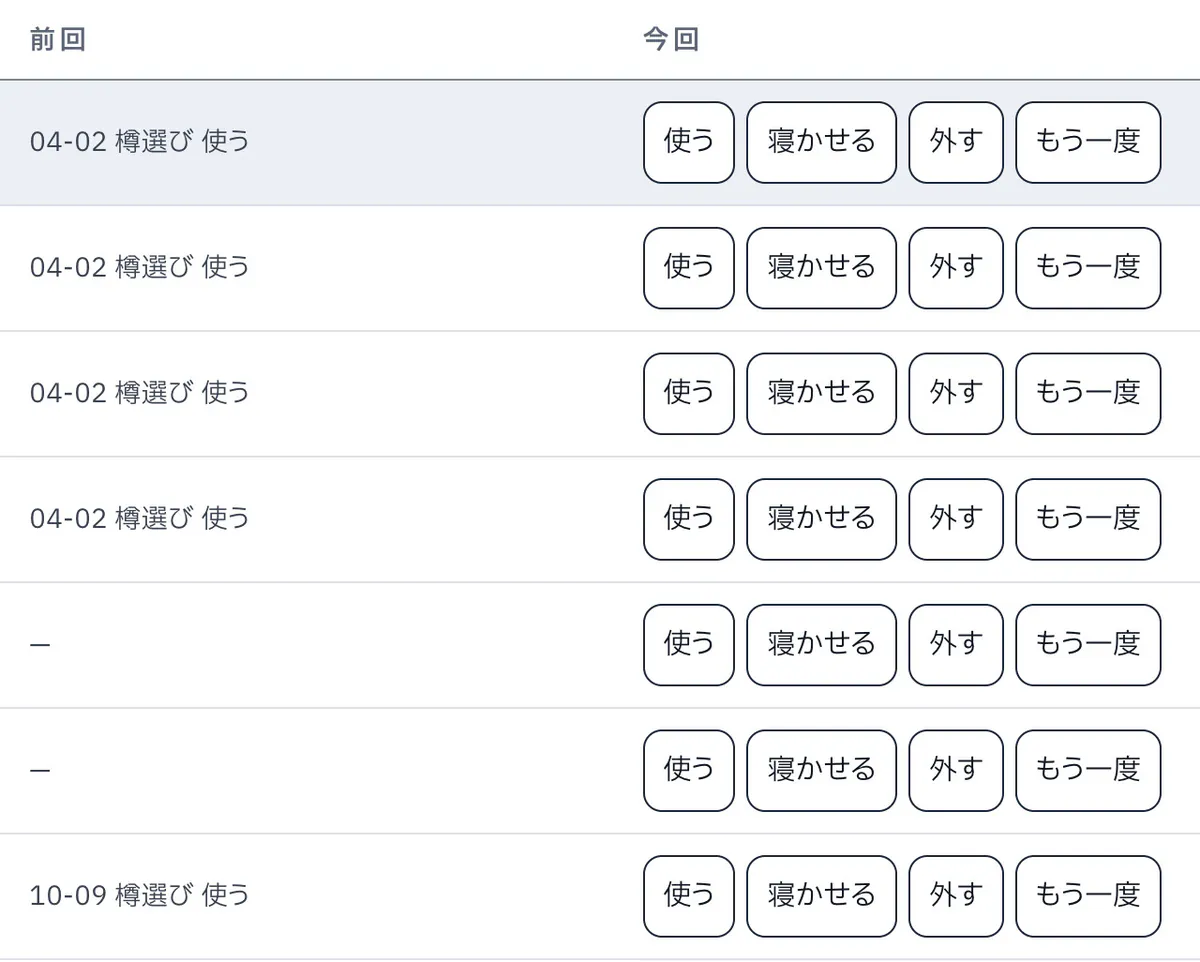 前回 今回
04-02 樽選び 使う 使う 寝かせる 外す もう一度
04-02 樽選び 使う 使う 寝かせる 外す もう一度
04-02 樽選び 使う 使う 寝かせる 外す もう一度
04-02 樽選び 使う 使う 寝かせる 外す もう一度
— 使う 寝かせる 外す もう一度
— 使う 寝かせる 外す もう一度
10-09 樽選び 使う 使う 寝かせる 外す もう一度